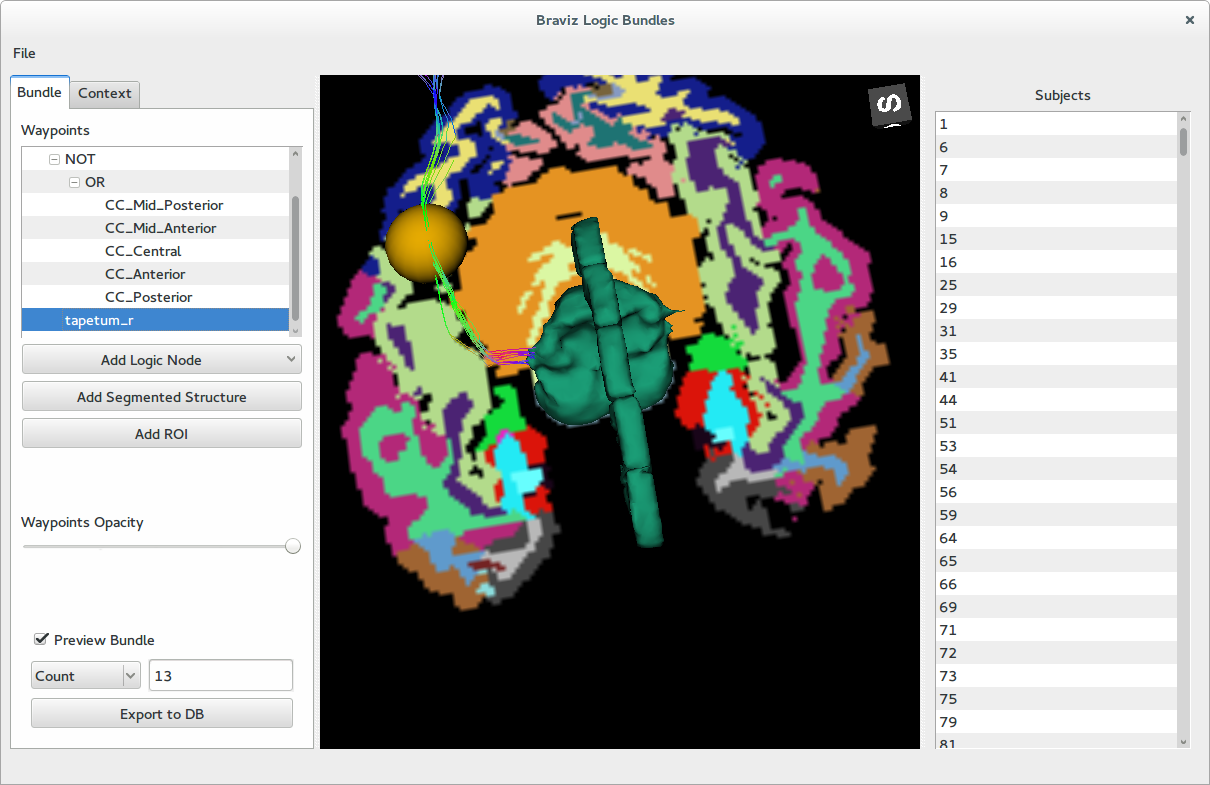 Braviz Logic Bundles
File
Bundle Context
Waypoints
NOT
OR
CC_Mid_Posterior
CC_Mid_Anterior
CC_Central
CC_Anterior
CC_Posterior
tapetum_r
Add Logic Node
Add Segmented Structure
Add ROI
Waypoints Opacity
Preview Bundle
Count 13
Export to DB
S
Subjects
1
6
7
8
9
15
16
25
29
31
35
41
44
51
53
54
56
59
64
65
66
69
71
72
73
75
79
81